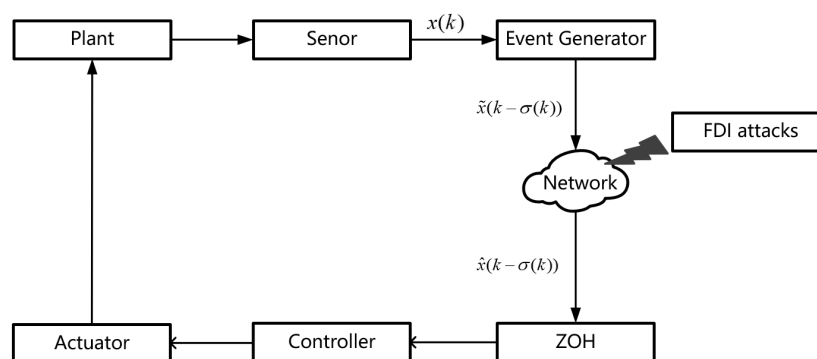 Plant
Senor
x(k)
Event Generator
x̃(k − σ(k))
FDI attacks
Network
x̂(k − σ(k))
Actuator
Controller
ZOH